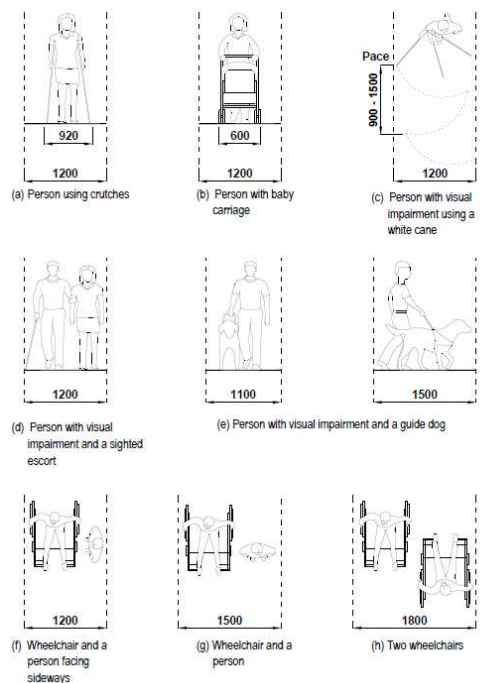 Pace
900 - 1500
920
600
1200
1200
1200
(a) Person using crutches
(b) Person with baby
carriage
(c) Person with visual
impairment using a
white cane
1200
1100
1500
(d) Person with visual
impairment and a sighted
escort
(e) Person with visual impairment and a guide dog
1200
1500
1800
(f) Wheelchair and a
person facing
sideways
(g) Wheelchair and a
person
(h) Two wheelchairs